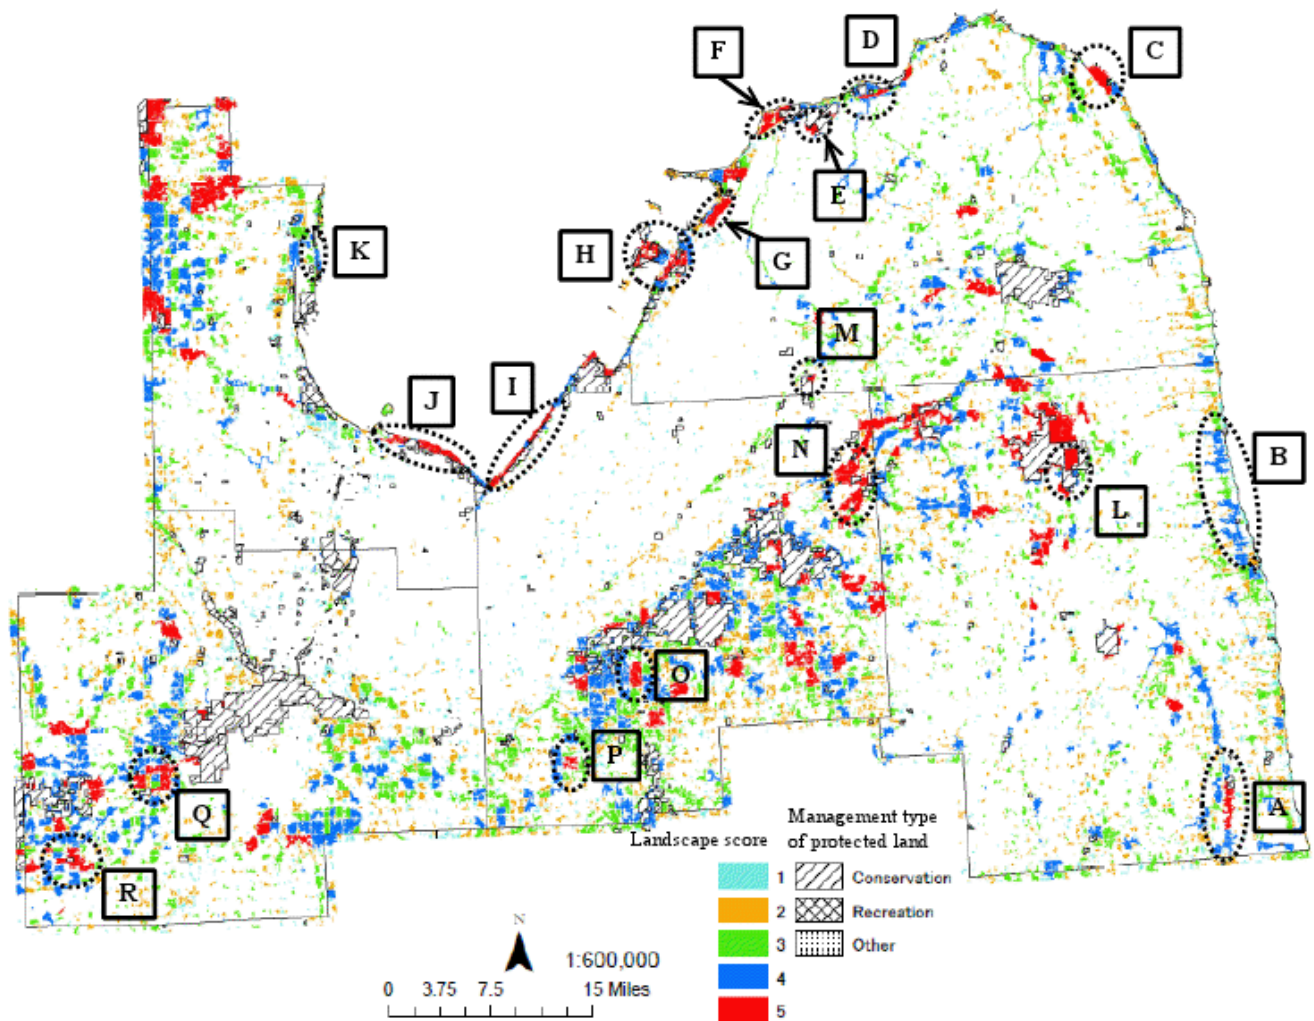 F
D
C
E
K
H
G
M
J
I
N
B
L
O
P
Q
A
R
Landscape score
Management type
of protected land
1 Conservation
2 Recreation
3 Other
4
5
N
1:600,000
0 3.75 7.5 15 Miles